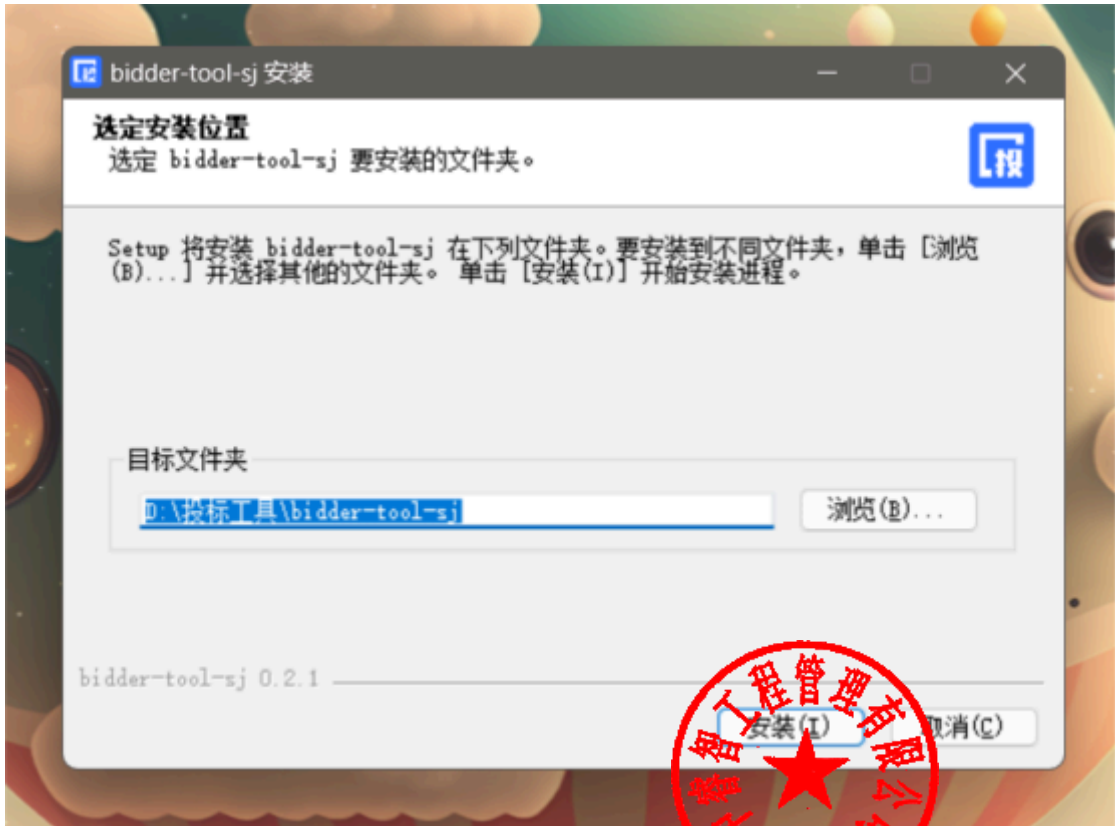 投 bidder-tool-sj 安装
选定安装位置
选定 bidder-tool-sj 要安装的文件夹。
投
Setup 将安装 bidder-tool-sj 在下列文件夹。要安装到不同文件夹，单击 [浏览
(B)...] 并选择其他的文件夹。 单击 [安装(I)] 开始安装进程。
目标文件夹
D:\投标工具\bidder-tool-sj
浏览(B)...
bidder-tool-sj 0.2.1
安装(I)
取消(C)
睿智工程管理有限公